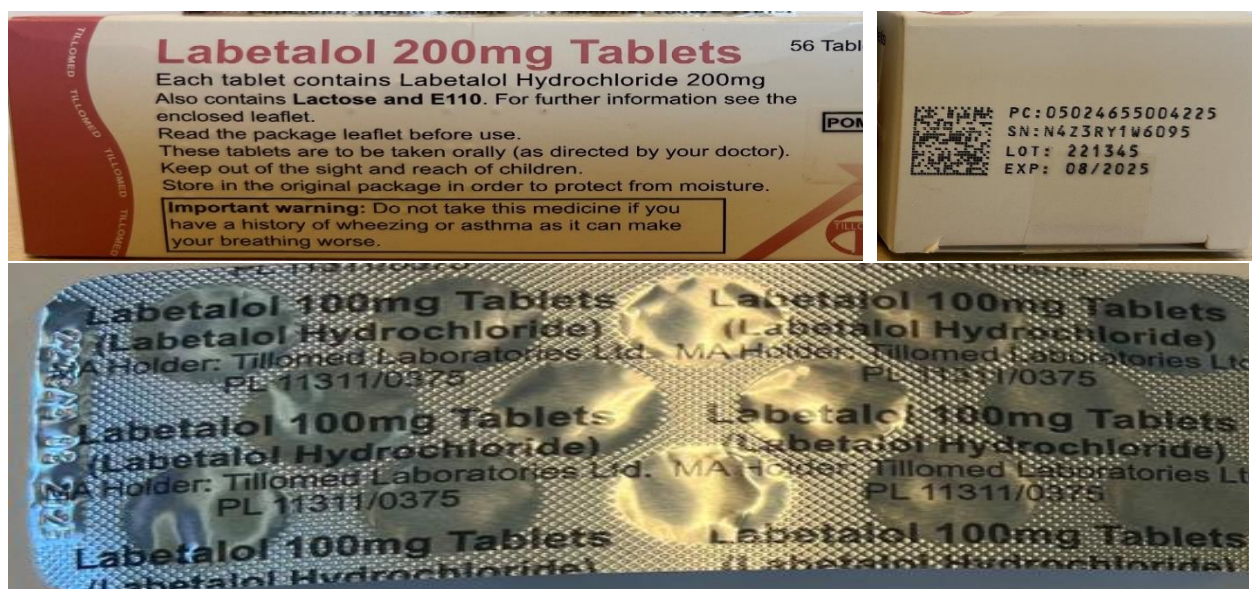 TILLOMED TILLOMED TILLOMED TILLOMED
Labetalol 200mg Tablets
56 Tabl
Each tablet contains Labetalol Hydrochloride 200mg
Also contains Lactose and E110. For further information see the
enclosed leaflet.
Read the package leaflet before use.
POM
These tablets are to be taken orally (as directed by your doctor).
Keep out of the sight and reach of children.
Store in the original package in order to protect from moisture.
Important warning: Do not take this medicine if you
have a history of wheezing or asthma as it can make
your breathing worse.
TILLO
PC:05024655004225
SN:N4Z3RY1W6095
LOT: 221345
EXP: 08/2025
Labetalol 100mg Tablets Labetalol 100mg Tablets
(Labetalol Hydrochloride) (Labetalol Hydrochloride)
MA Holder: Tillomed Laboratories Ltd. MA Holder: Tillomed Laboratories Ltd
PL 11311/0375 PL 11311/0375
Labetalol 100mg Tablets Labetalol 100mg Tablets
(Labetalol Hydrochloride) (Labetalol Hydrochloride)
MA Holder: Tillomed Laboratories Ltd. MA Holder: Tillomed Laboratories Lt
PL 11311/0375 PL 11311/0375
Labetalol 100mg Tablets Labetalol 100mg Tablets
(Labetalol Hydrochloride) (Labetalol Hydrochloride)